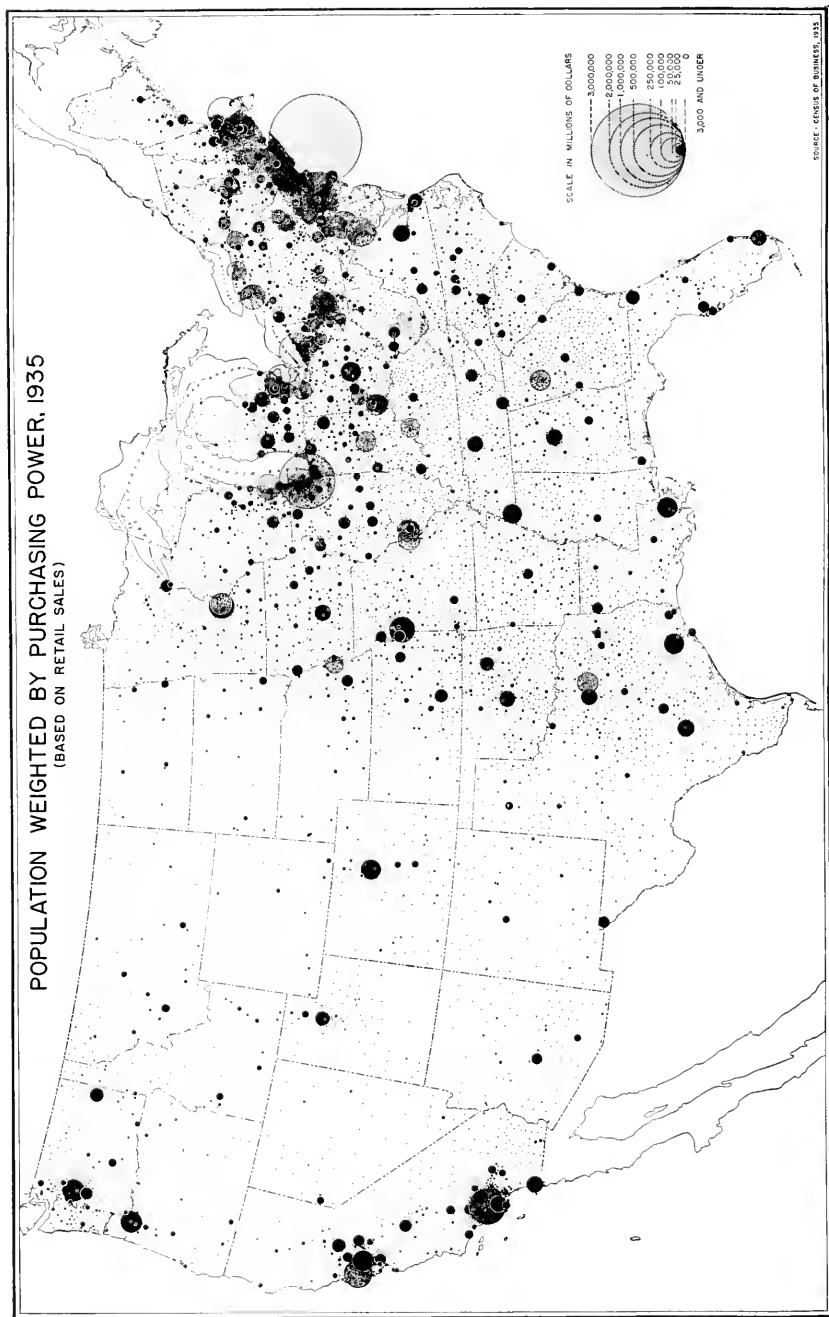 POPULATION WEIGHTED BY PURCHASING POWER, 1935
(BASED ON RETAIL SALES)
SCALE IN MILLIONS OF DOLLARS
3,000,000
2,000,000
1,000,000
500,000
250,000
100,000
50,000
25,000
0
3,000 AND UNDER
SOURCE: CENSUS OF BUSINESS, 1935